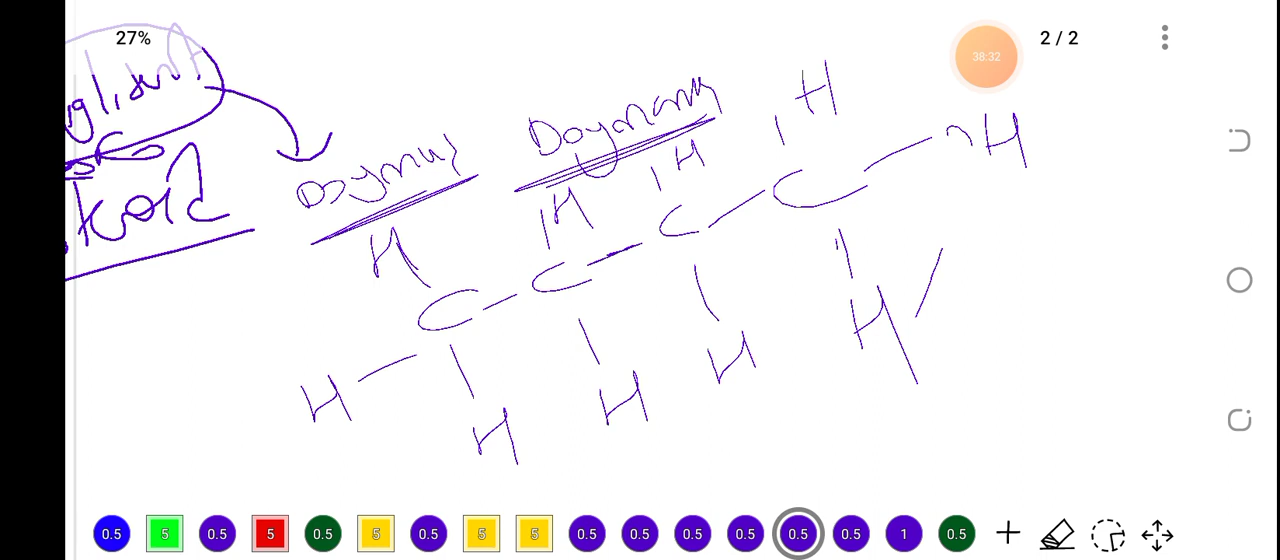 27%
38:32
2 / 2
Doymuş
Doymamış
H
H H H
H C - C - C - C - H
H H H H
0.5 5 0.5 5 0.5 5 0.5 5 5 0.5 0.5 0.5 0.5 0.5 0.5 1 0.5